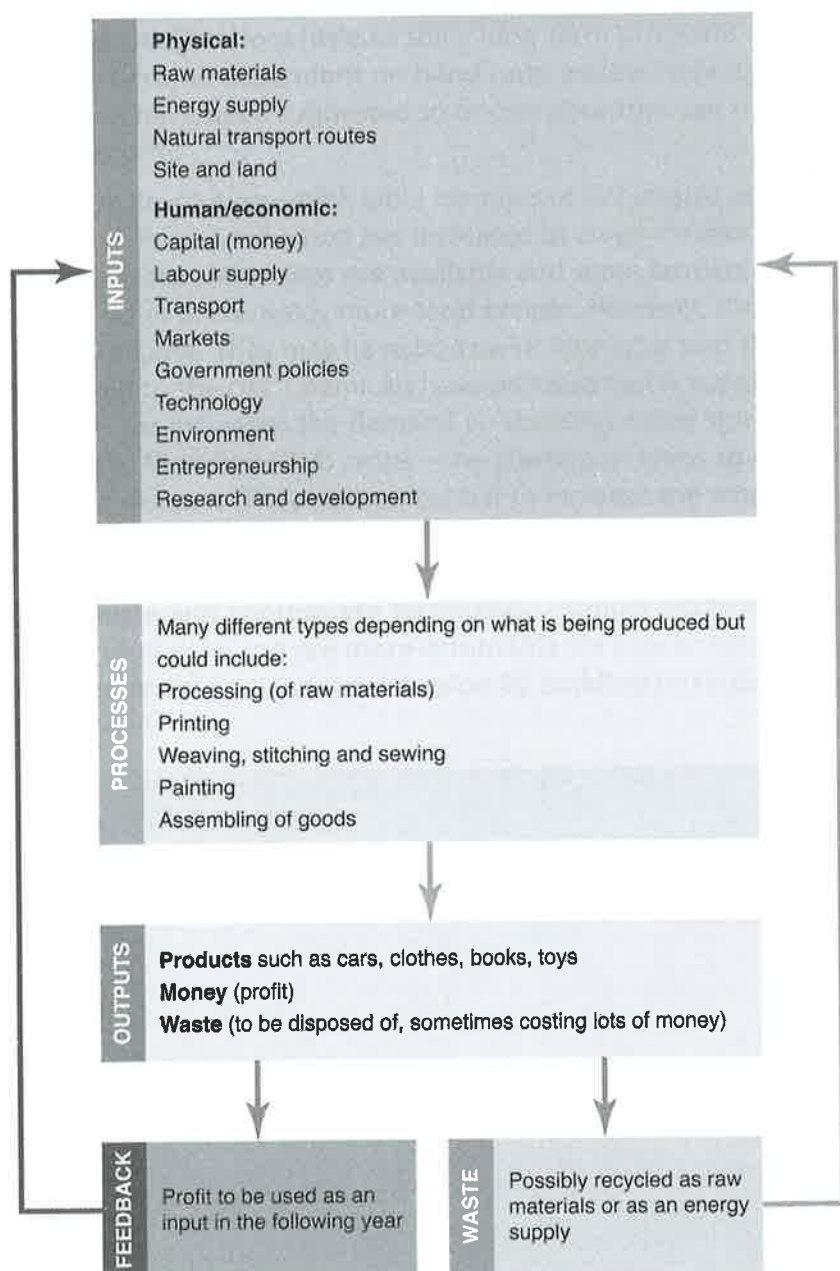 INPUTS
Physical:
Raw materials
Energy supply
Natural transport routes
Site and land
Human/economic:
Capital (money)
Labour supply
Transport
Markets
Government policies
Technology
Environment
Entrepreneurship
Research and development
PROCESSES
Many different types depending on what is being produced but
could include:
Processing (of raw materials)
Printing
Weaving, stitching and sewing
Painting
Assembling of goods
OUTPUTS
Products such as cars, clothes, books, toys
Money (profit)
Waste (to be disposed of, sometimes costing lots of money)
FEEDBACK
Profit to be used as an
input in the following year
WASTE
Possibly recycled as raw
materials or as an energy
supply